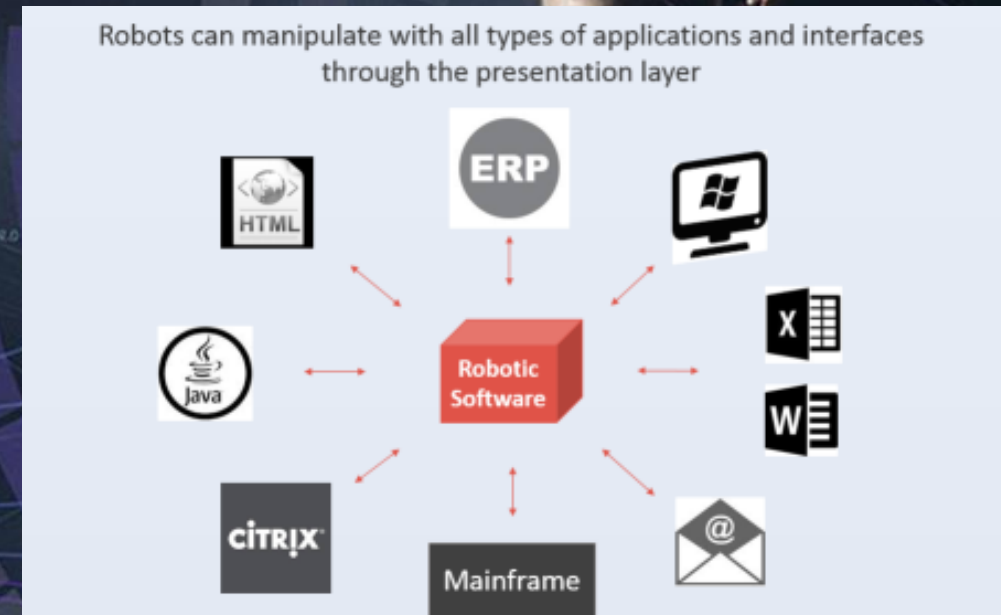 Robots can manipulate with all types of applications and interfaces
through the presentation layer
ERP
HTML
X
Java
Robotic
Software
W
CiTRIX
@
Mainframe